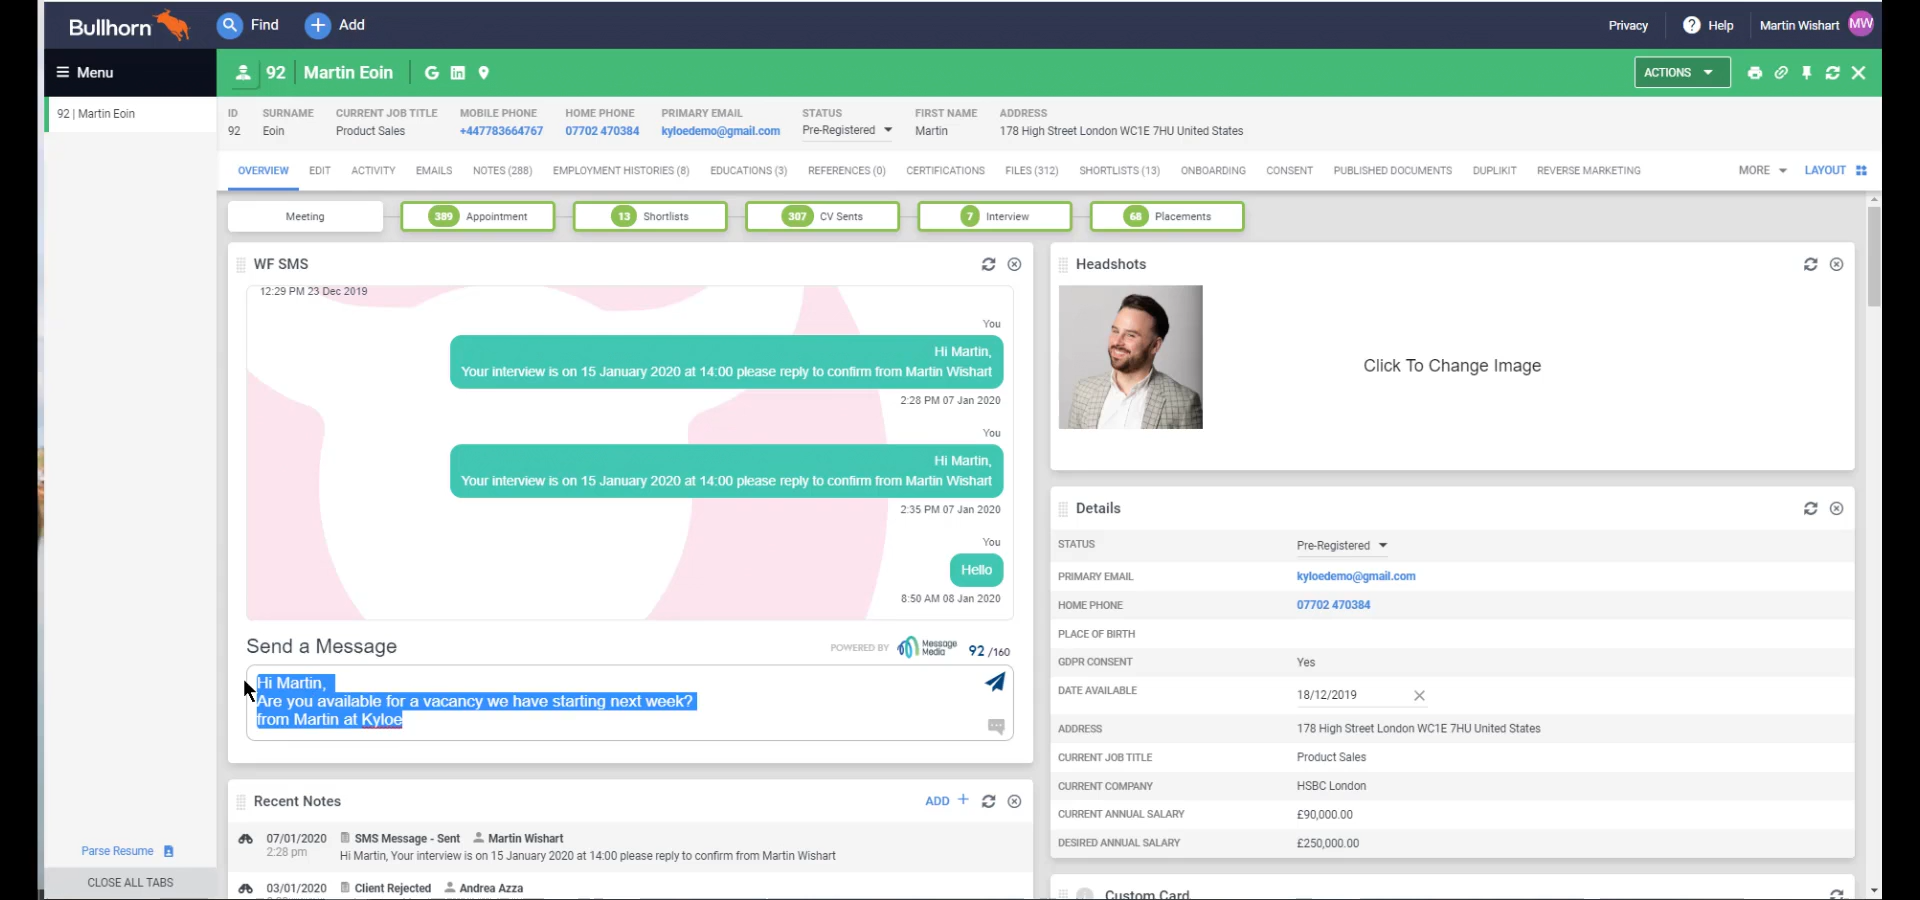 Bullhorn
Find
Add
Privacy
Help
Martin Wishart
MW
Menu
92
Martin Eoin
ACTIONS
92 | Martin Eoin
ID
SURNAME
CURRENT JOB TITLE
MOBILE PHONE
HOME PHONE
PRIMARY EMAIL
STATUS
FIRST NAME
ADDRESS
92
Eoin
Product Sales
+447783664767
07702 470384
kyloedemo@gmail.com
Pre-Registered
Martin
178 High Street London WC1E 7HU United States
OVERVIEW
EDIT
ACTIVITY
EMAILS
NOTES (288)
EMPLOYMENT HISTORIES (8)
EDUCATIONS (3)
REFERENCES (0)
CERTIFICATIONS
FILES (312)
SHORTLISTS (13)
ONBOARDING
CONSENT
PUBLISHED DOCUMENTS
DUPLIKIT
REVERSE MARKETING
MORE
LAYOUT
Meeting
389 Appointment
13 Shortlists
307 CV Sents
7 Interview
68 Placements
WF SMS
12:29 PM 23 Dec 2019
You
Hi Martin,
Your interview is on 15 January 2020 at 14:00 please reply to confirm from Martin Wishart
2:28 PM 07 Jan 2020
You
Hi Martin,
Your interview is on 15 January 2020 at 14:00 please reply to confirm from Martin Wishart
2:35 PM 07 Jan 2020
You
Hello
8:50 AM 08 Jan 2020
Send a Message
POWERED BY
Message
Media
92 /160
Hi Martin,
Are you available for a vacancy we have starting next week?
from Martin at Kyloe
Recent Notes
ADD
07/01/2020
SMS Message - Sent
Martin Wishart
2:28 pm
Hi Martin, Your interview is on 15 January 2020 at 14:00 please reply to confirm from Martin Wishart
03/01/2020
Client Rejected
Andrea Azza
Headshots
Click To Change Image
Details
STATUS
Pre-Registered
PRIMARY EMAIL
kyloedemo@gmail.com
HOME PHONE
07702 470384
PLACE OF BIRTH
GDPR CONSENT
Yes
DATE AVAILABLE
18/12/2019
ADDRESS
178 High Street London WC1E 7HU United States
CURRENT JOB TITLE
Product Sales
CURRENT COMPANY
HSBC London
CURRENT ANNUAL SALARY
£90,000.00
DESIRED ANNUAL SALARY
£250,000.00
Custom Card
Parse Resume
CLOSE ALL TABS